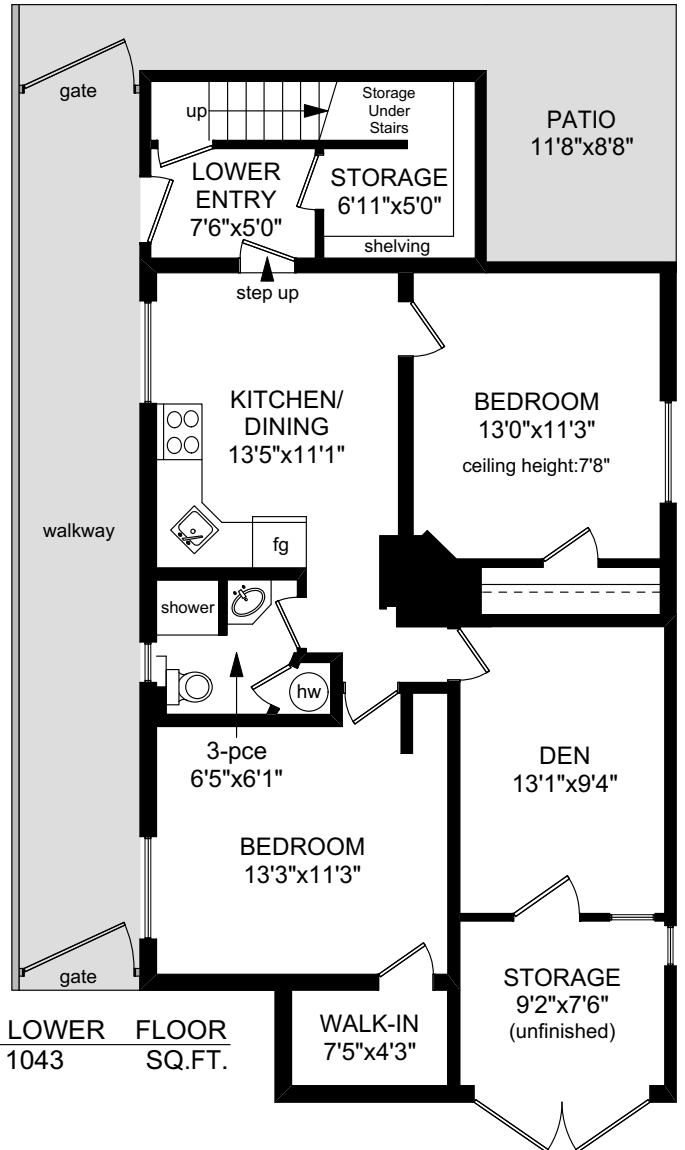 gate
up
Storage
Under
Stairs
PATIO
11'8"x8'8"
LOWER
ENTRY
7'6"x5'0"
STORAGE
6'11"x5'0"
shelving
step up
KITCHEN/
DINING
13'5"x11'1"
BEDROOM
13'0"x11'3"
ceiling height:7'8"
walkway
fg
shower
hw
3-pce
6'5"x6'1"
DEN
13'1"x9'4"
BEDROOM
13'3"x11'3"
gate
STORAGE
9'2"x7'6"
(unfinished)
WALK-IN
7'5"x4'3"
LOWER FLOOR
1043 SQ.FT.